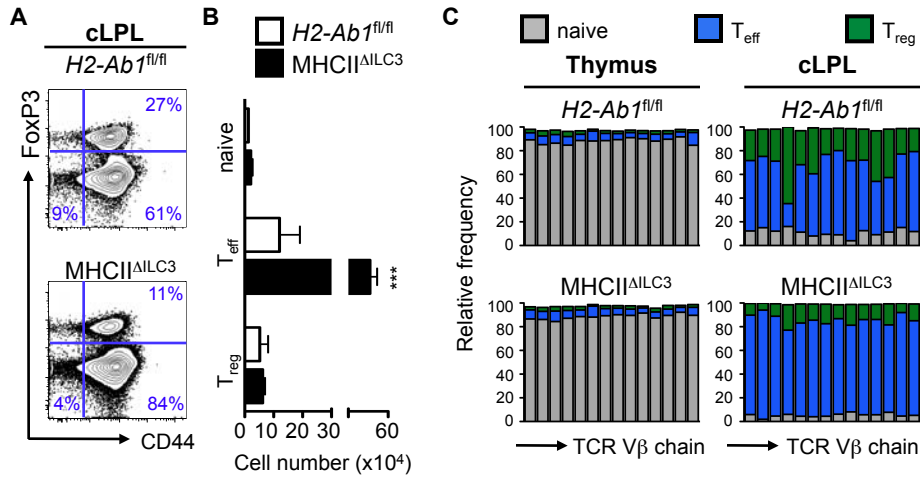 A
cLPL
H2-Ab1fl/fl
FoxP3
27%
9%
61%
MHCIIΔILC3
11%
4%
84%
CD44
B
H2-Ab1fl/fl
MHCIIΔILC3
naive
Teff
***
Treg
0
10
30
60
Cell number (x10⁴)
C
naive
Teff
Treg
Thymus
cLPL
H2-Ab1fl/fl
H2-Ab1fl/fl
100
80
60
40
20
0
100
80
60
40
20
0
MHCIIΔILC3
MHCIIΔILC3
100
80
60
40
20
0
100
80
60
40
20
0
Relative frequency
TCR Vβ chain
TCR Vβ chain